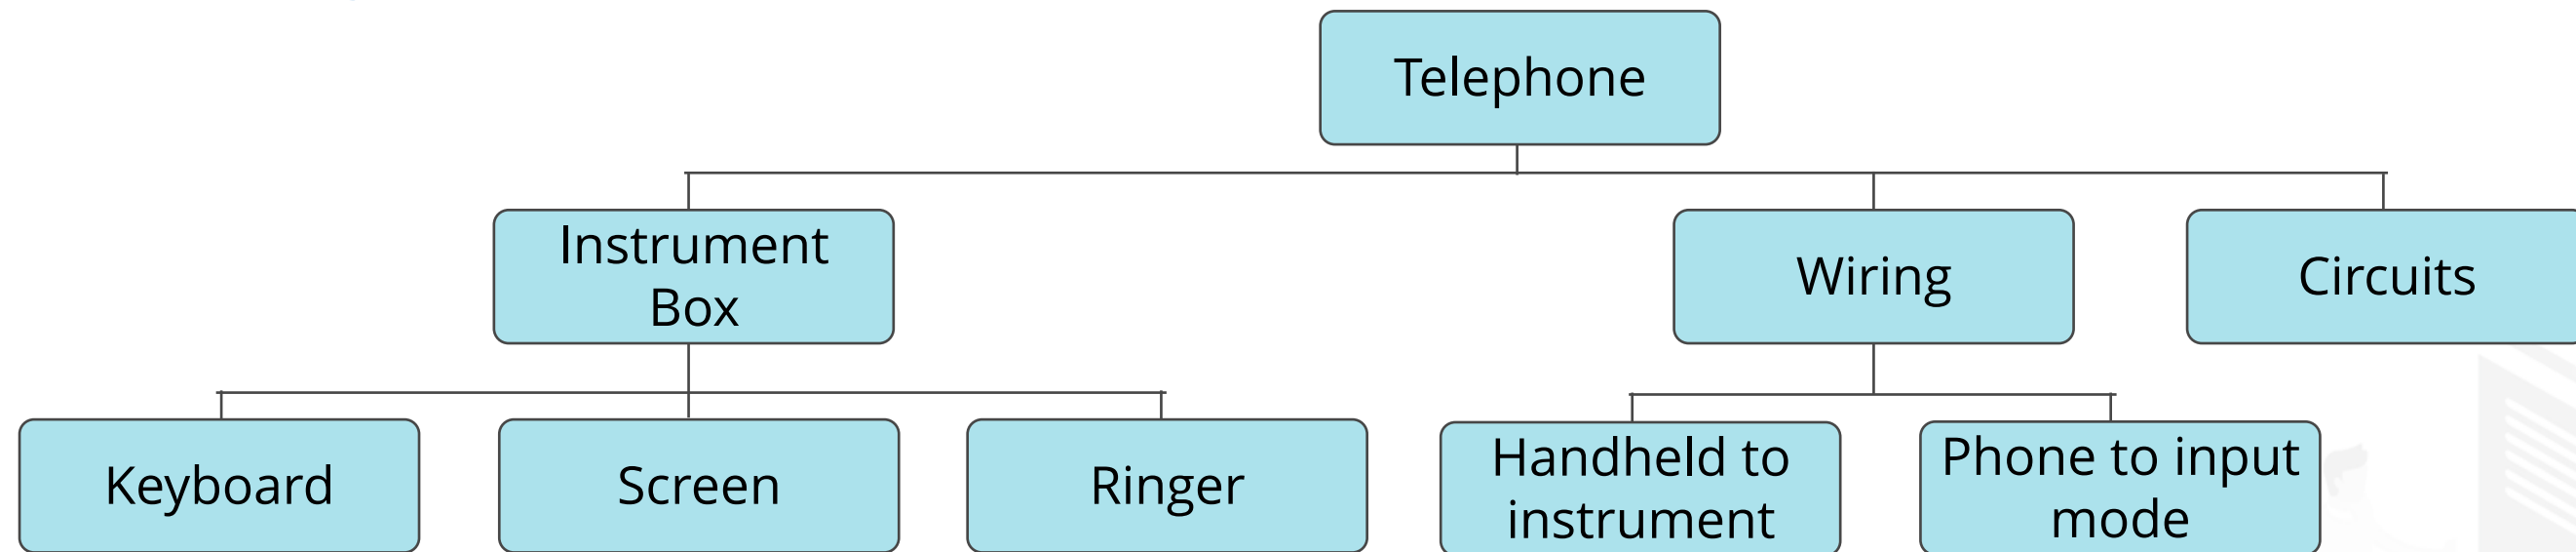 Telephone
Instrument
Box
Wiring
Circuits
Keyboard
Screen
Ringer
Handheld to
instrument
Phone to input
mode